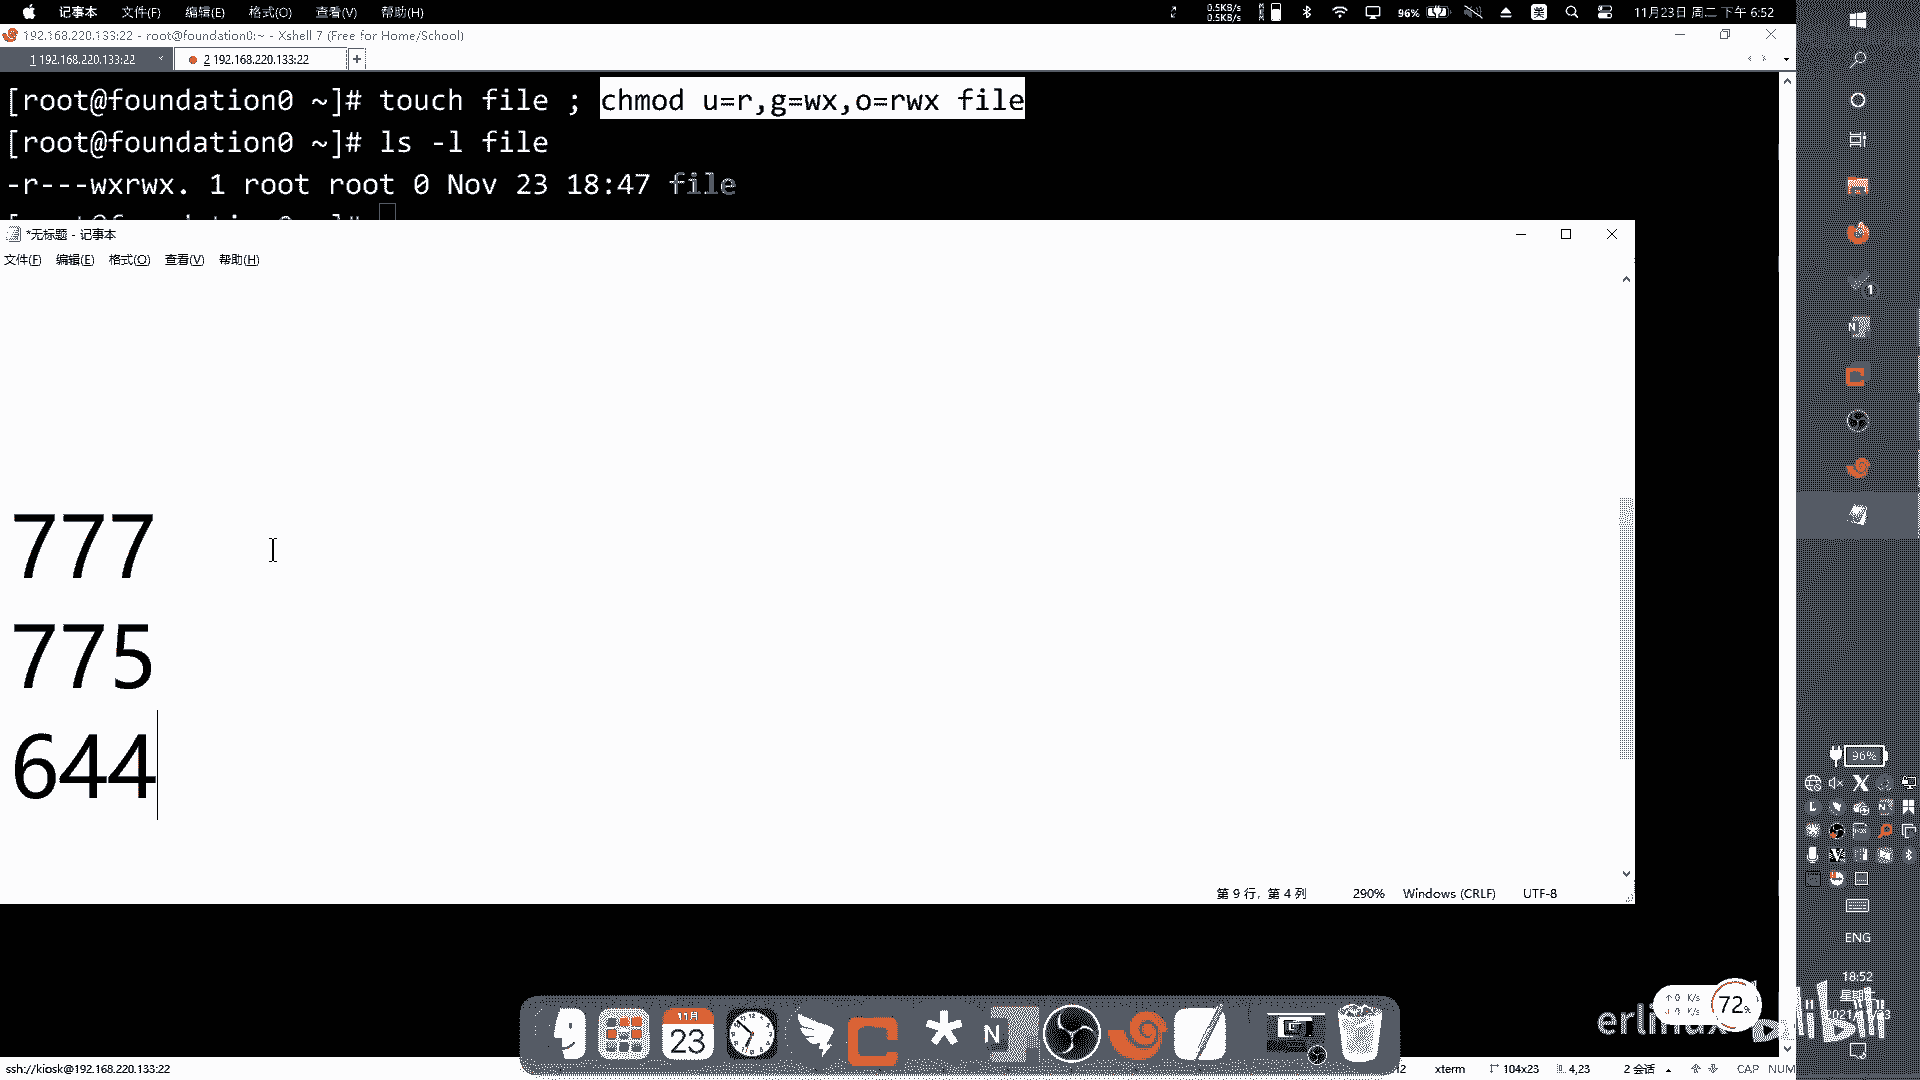 记事本 文件(F) 编辑(E) 格式(O) 查看(V) 帮助(H)
0.5KB/s
0.5KB/s
96%
美
11月23日 周二 下午 6:52
192.168.220.133:22 - root@foundation0:~ - Xshell 7 (Free for Home/School)
1 192.168.220.133:22
2 192.168.220.133:22
+
[root@foundation0 ~]# touch file ; chmod u=r,g=wx,o=rwx file
[root@foundation0 ~]# ls -l file
-r---wxrwx. 1 root root 0 Nov 23 18:47 file
*无标题 - 记事本
文件(F) 编辑(E) 格式(O) 查看(V) 帮助(H)
777
775
644
第 9 行，第 4 列 290% Windows (CRLF) UTF-8
1
96%
ENG
18:52
11月
23
72%
bilibili
ssh://kiosk@192.168.220.133:22
xterm
104x23
4,23
2 会话
CAP NUM